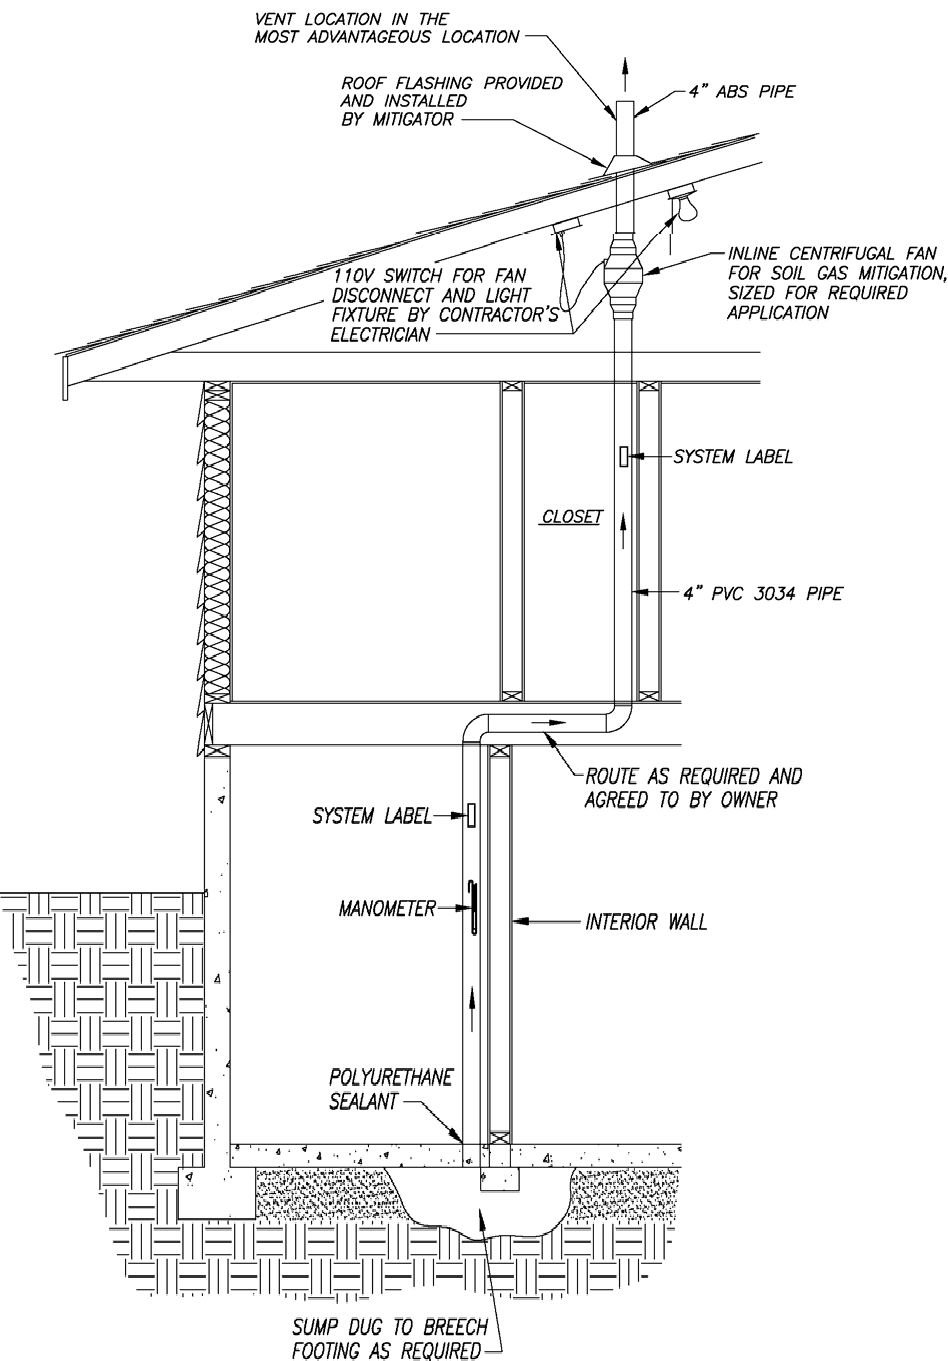 VENT LOCATION IN THE
MOST ADVANTAGEOUS LOCATION
ROOF FLASHING PROVIDED
AND INSTALLED
BY MITIGATOR
4" ABS PIPE
INLINE CENTRIFUGAL FAN
FOR SOIL GAS MITIGATION,
SIZED FOR REQUIRED
APPLICATION
110V SWITCH FOR FAN
DISCONNECT AND LIGHT
FIXTURE BY CONTRACTOR'S
ELECTRICIAN
SYSTEM LABEL
CLOSET
4" PVC 3034 PIPE
ROUTE AS REQUIRED AND
AGREED TO BY OWNER
SYSTEM LABEL
MANOMETER
INTERIOR WALL
POLYURETHANE
SEALANT
SUMP DUG TO BREECH
FOOTING AS REQUIRED